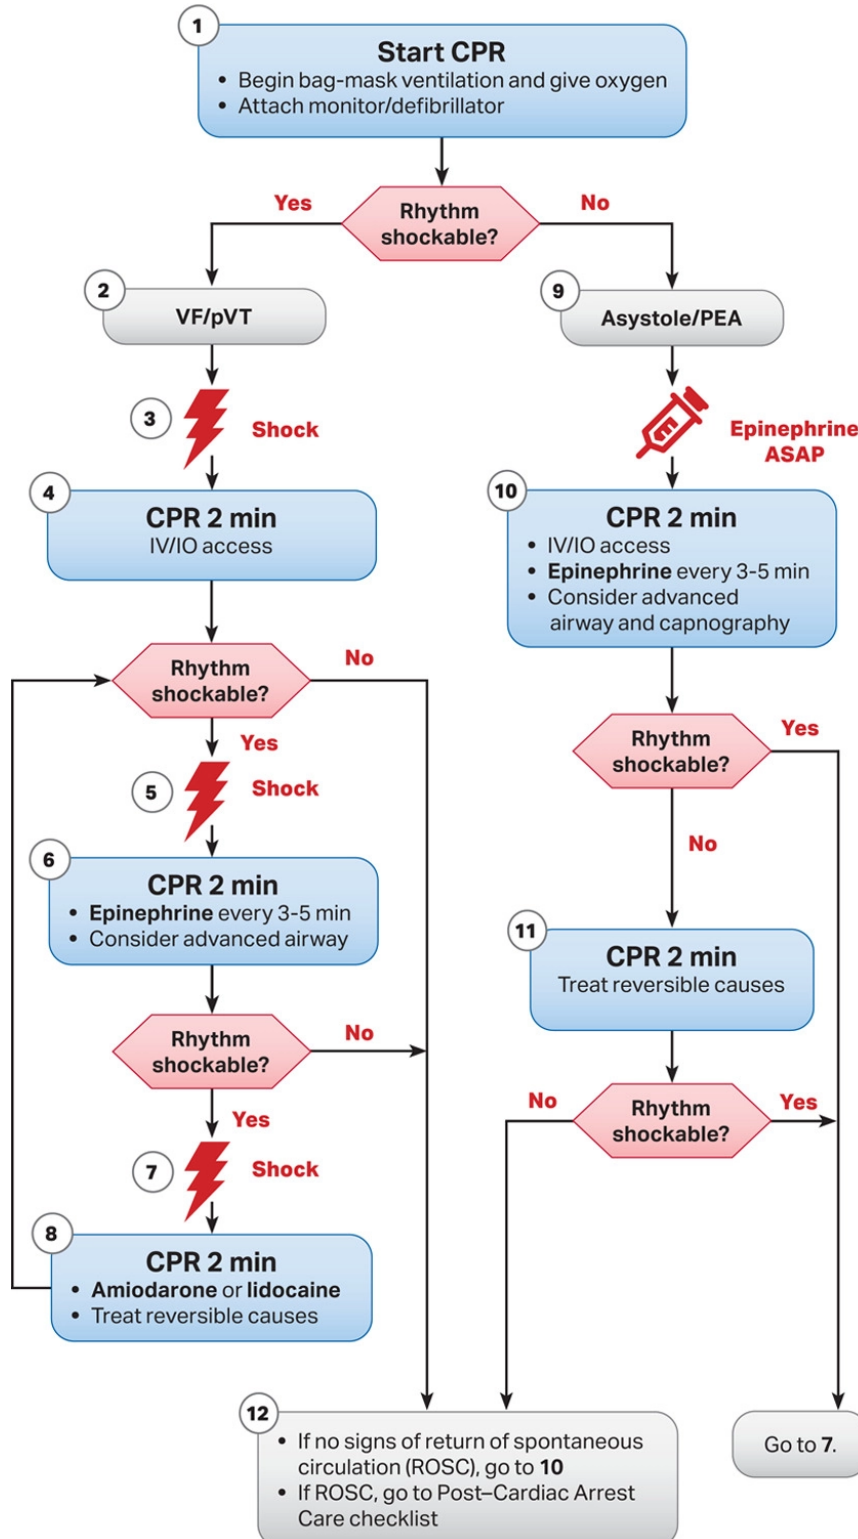 1
Start CPR
• Begin bag-mask ventilation and give oxygen
• Attach monitor/defibrillator
Rhythm
shockable?
Yes
No
2
VF/pVT
3
Shock
4
CPR 2 min
IV/IO access
Rhythm
shockable?
No
Yes
5
Shock
6
CPR 2 min
• Epinephrine every 3-5 min
• Consider advanced airway
Rhythm
shockable?
No
Yes
7
Shock
8
CPR 2 min
• Amiodarone or lidocaine
• Treat reversible causes
9
Asystole/PEA
Epinephrine
ASAP
10
CPR 2 min
• IV/IO access
• Epinephrine every 3-5 min
• Consider advanced
airway and capnography
Rhythm
shockable?
Yes
No
11
CPR 2 min
Treat reversible causes
Rhythm
shockable?
No
Yes
12
• If no signs of return of spontaneous
circulation (ROSC), go to 10
• If ROSC, go to Post–Cardiac Arrest
Care checklist
Go to 7.